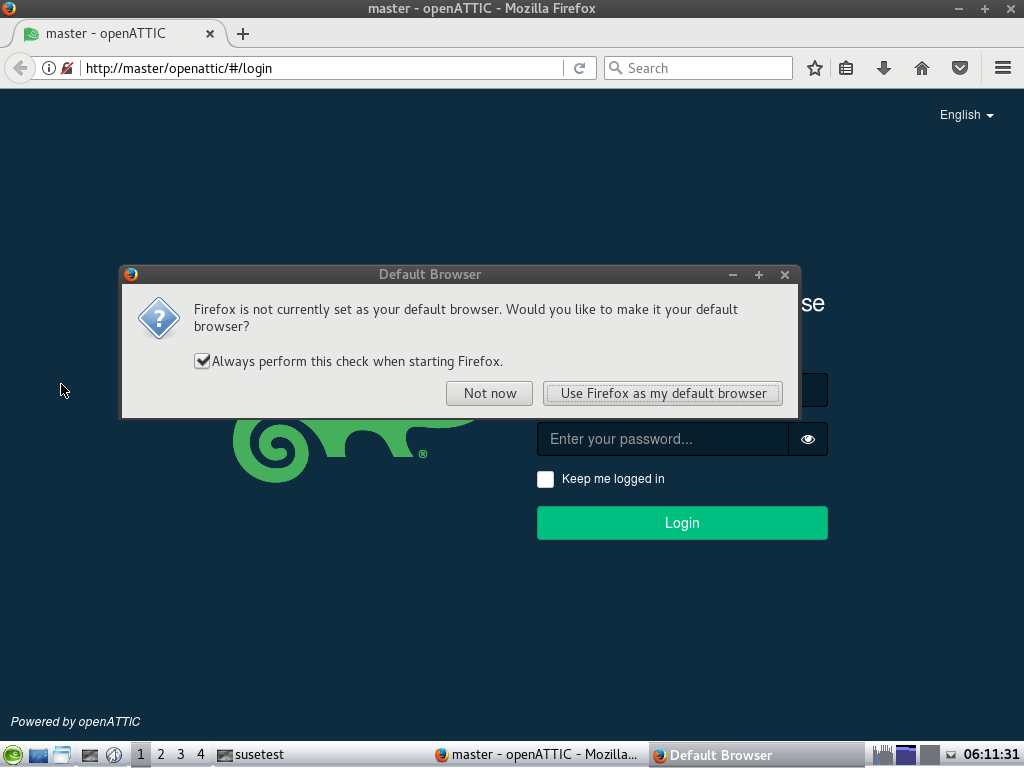 master - openATTIC - Mozilla Firefox
master - openATTIC
http://master/openattic/#/login
Search
English
Default Browser
se
Firefox is not currently set as your default browser. Would you like to make it your default
browser?
Always perform this check when starting Firefox.
Not now
Use Firefox as my default browser
®
Enter your password...
Keep me logged in
Login
Powered by openATTIC
1 2 3 4
susetest
master - openATTIC - Mozilla...
Default Browser
06:11:31